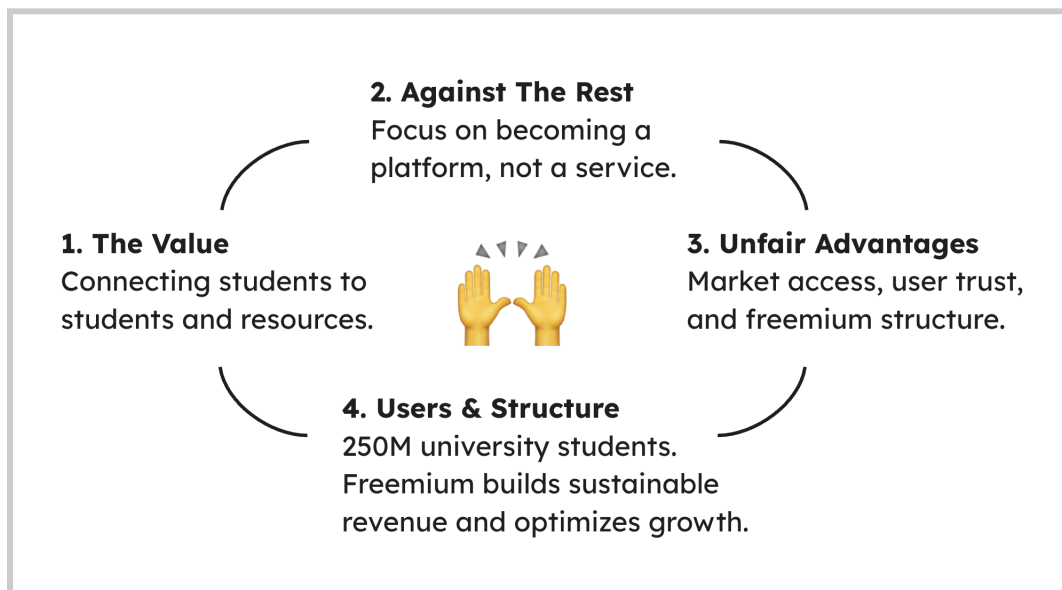 1. The Value
Connecting students to
students and resources.
2. Against The Rest
Focus on becoming a
platform, not a service.
3. Unfair Advantages
Market access, user trust,
and freemium structure.
4. Users & Structure
250M university students.
Freemium builds sustainable
revenue and optimizes growth.